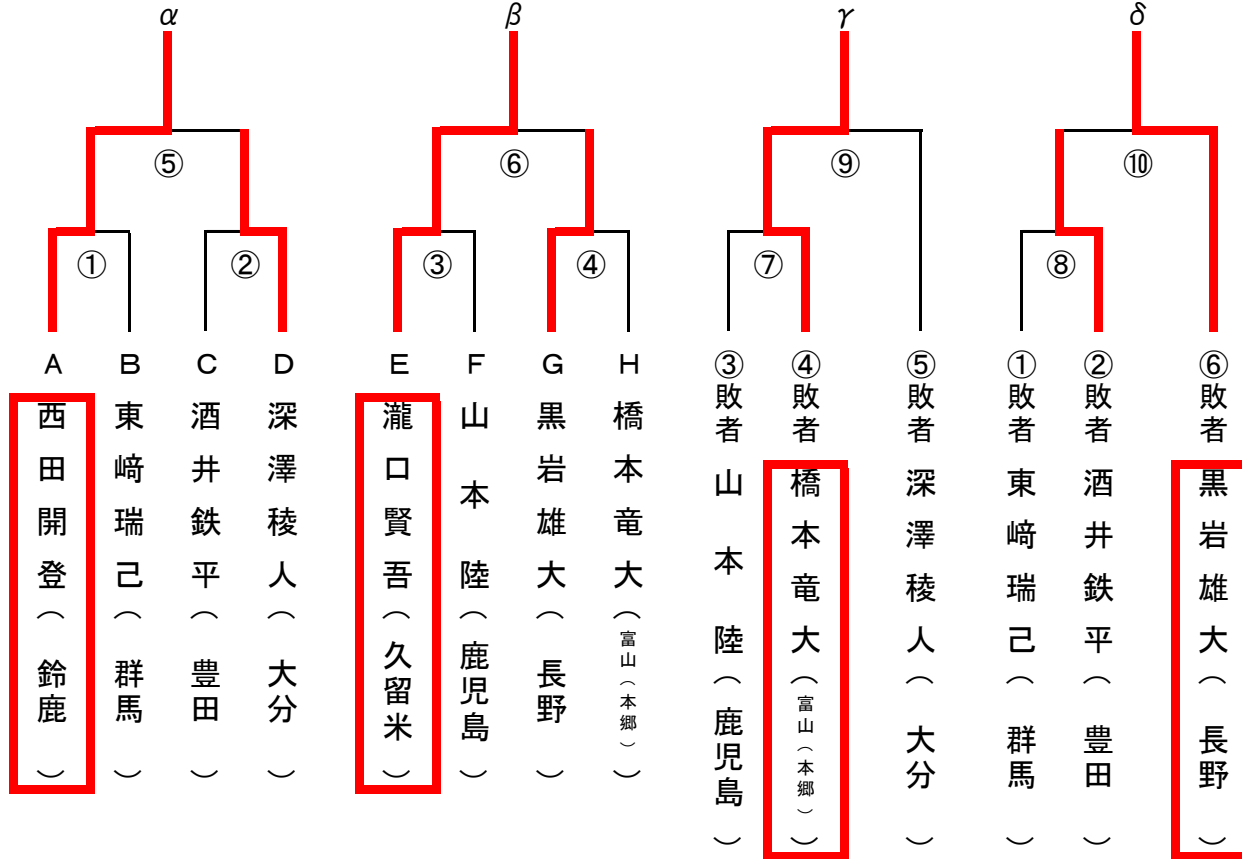 α
β
γ
δ
⑤
⑥
⑨
⑩
①
②
③
④
⑦
⑧
A
西田開登（鈴鹿）
B
東﨑瑞己（群馬）
C
酒井鉄平（豊田）
D
深澤稜人（大分）
E
瀧口賢吾（久留米）
F
山本陸（鹿児島）
G
黒岩雄大（長野）
H
橋本竜大（富山（本郷））
③敗者
山本陸（鹿児島）
④敗者
橋本竜大（富山（本郷））
⑤敗者
深澤稜人（大分）
①敗者
東﨑瑞己（群馬）
②敗者
酒井鉄平（豊田）
⑥敗者
黒岩雄大（長野）